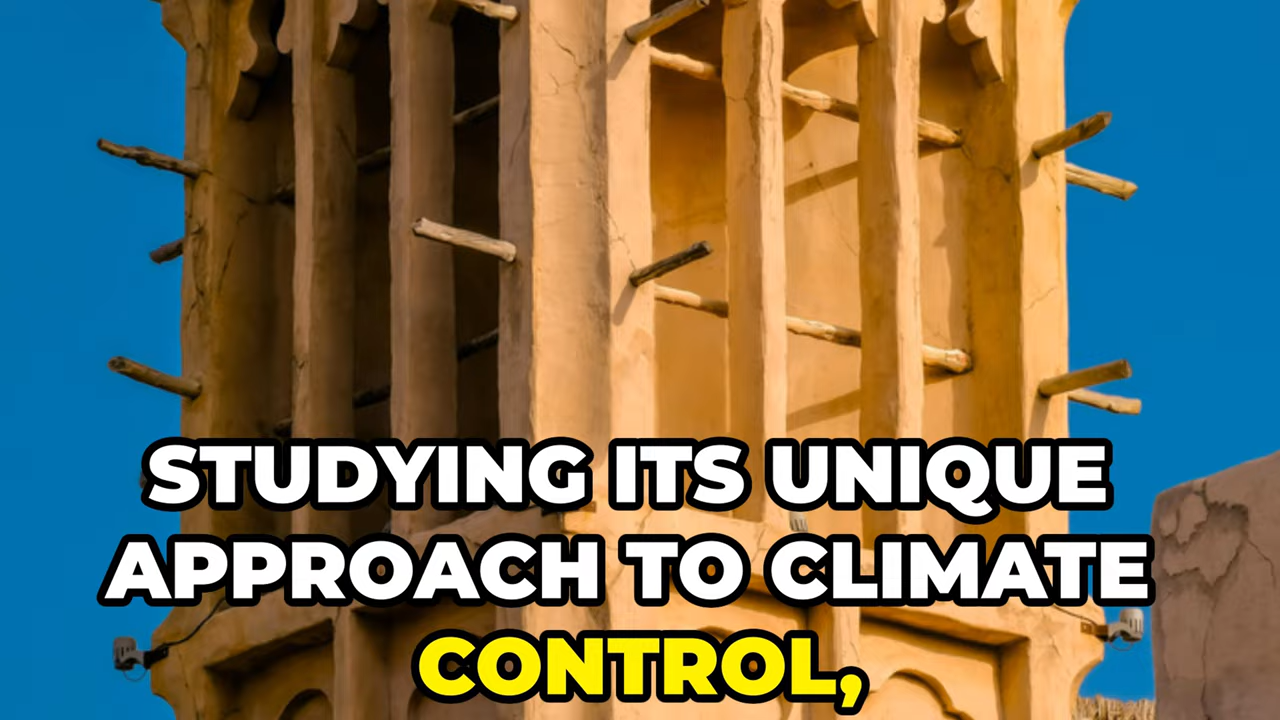 STUDYING ITS UNIQUE
APPROACH TO CLIMATE
CONTROL,